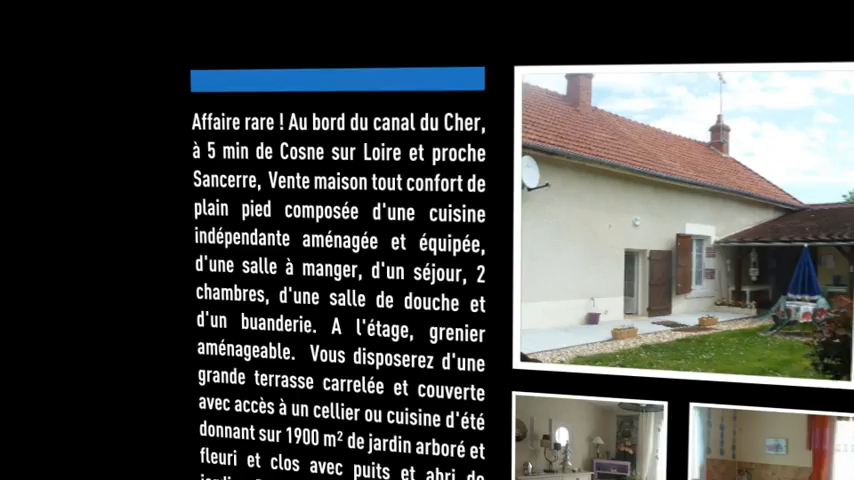 Affaire rare ! Au bord du canal du Cher,
à 5 min de Cosne sur Loire et proche
Sancerre, Vente maison tout confort de
plain pied composée d'une cuisine
indépendante aménagée et équipée,
d'une salle à manger, d'un séjour, 2
chambres, d'une salle de douche et
d'un buanderie. A l'étage, grenier
aménageable. Vous disposerez d'une
grande terrasse carrelée et couverte
avec accès à un cellier ou cuisine d'été
donnant sur 1900 m² de jardin arboré et
fleuri et clos avec puits et abri de